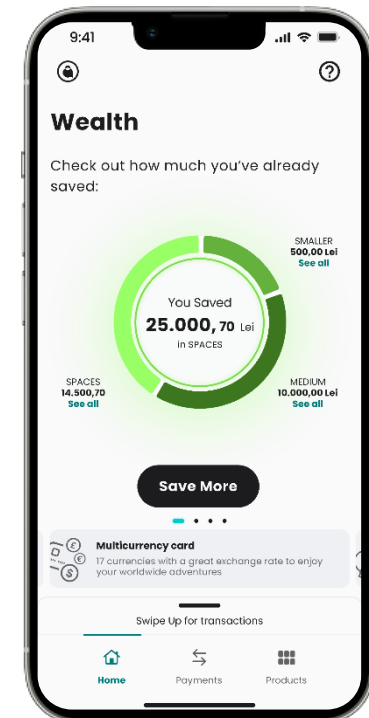 9:41
Wealth
Check out how much you’ve already
saved:
SMALLER
500,00 Lei
See all
You Saved
25.000,70 Lei
in SPACES
SPACES
14.500,70
See all
MEDIUM
10.000,00 Lei
See all
Save More
Multicurrency card
17 currencies with a great exchange rate to enjoy
your worldwide adventures
Swipe Up for transactions
Home
Payments
Products